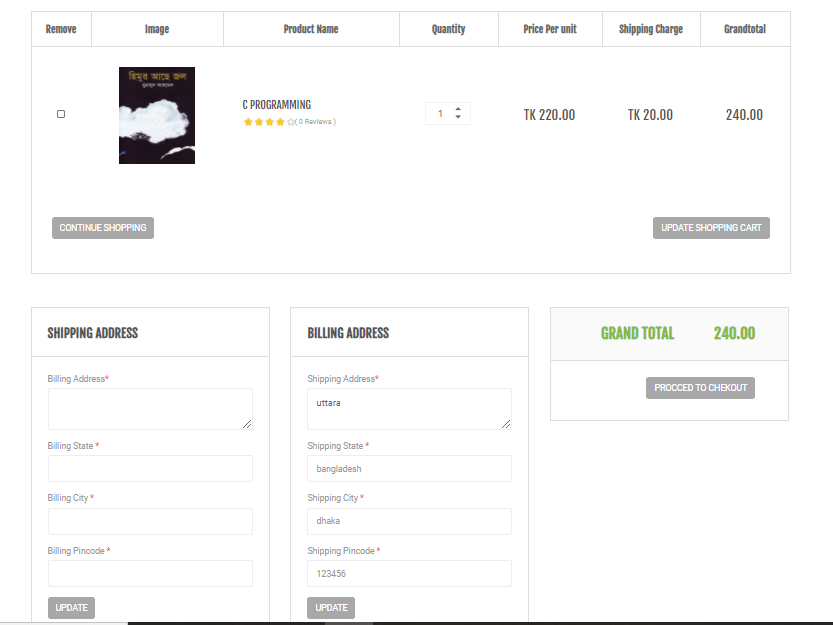 Remove Image Product Name Quantity Price Per unit Shipping Charge Grandtotal
হিমুর আছে জল
হুমায়ূন আহমেদ
C PROGRAMMING
( 0 Reviews )
1
TK 220.00
TK 20.00
240.00
CONTINUE SHOPPING
UPDATE SHOPPING CART
SHIPPING ADDRESS
Billing Address*
Billing State *
Billing City *
Billing Pincode *
UPDATE
BILLING ADDRESS
Shipping Address*
uttara
Shipping State *
bangladesh
Shipping City *
dhaka
Shipping Pincode *
123456
UPDATE
GRAND TOTAL 240.00
PROCCED TO CHEKOUT